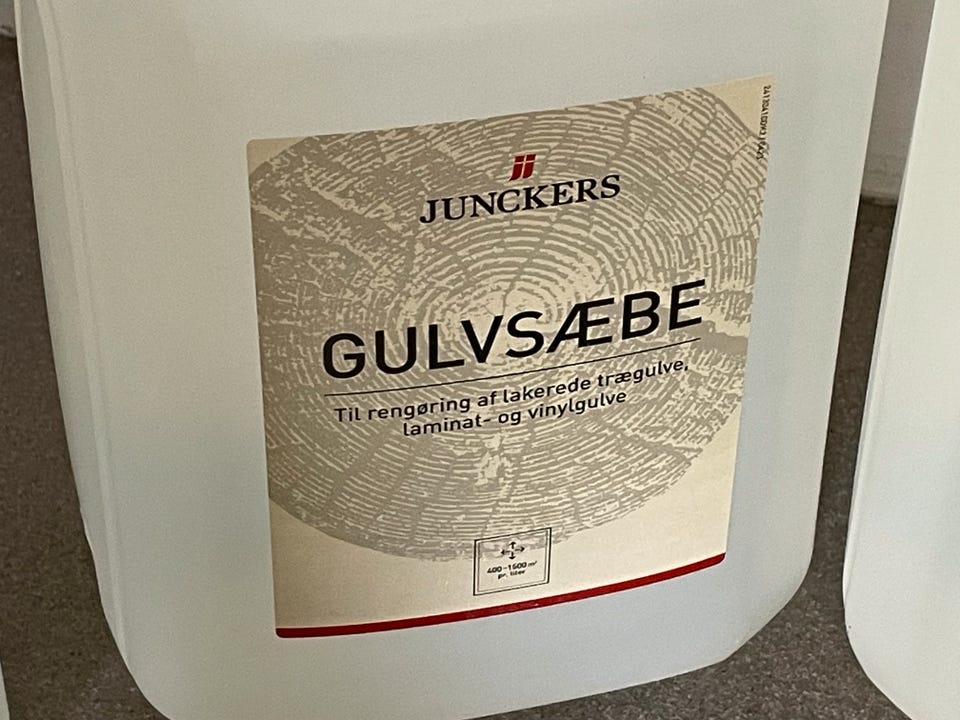 JUNCKERS
GULVSÆBE
Til rengøring af lakerede trægulve,
laminat- og vinylgulve
400-1500 m²
pr. liter